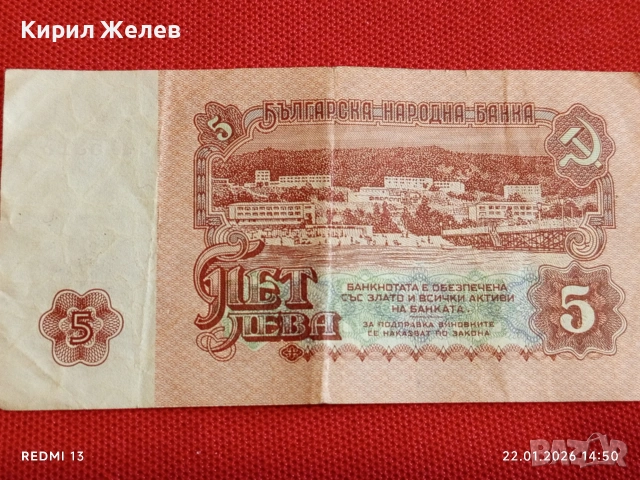 Кирил Желев
5
БЪЛГАРСКА НАРОДНА БАНКА
ПЕТ
ЛЕВА
БАНКНОТАТА Е ОБЕЗПЕЧЕНА
СЪС ЗЛАТО И ВСИЧКИ АКТИВИ
НА БАНКАТА
ЗА ПОДПРАВКА ВИНОВНИТЕ
СЕ НАКАЗВАТ ПО ЗАКОНА
5
5
REDMI 13
22.01.2026 14:50
BAZAR